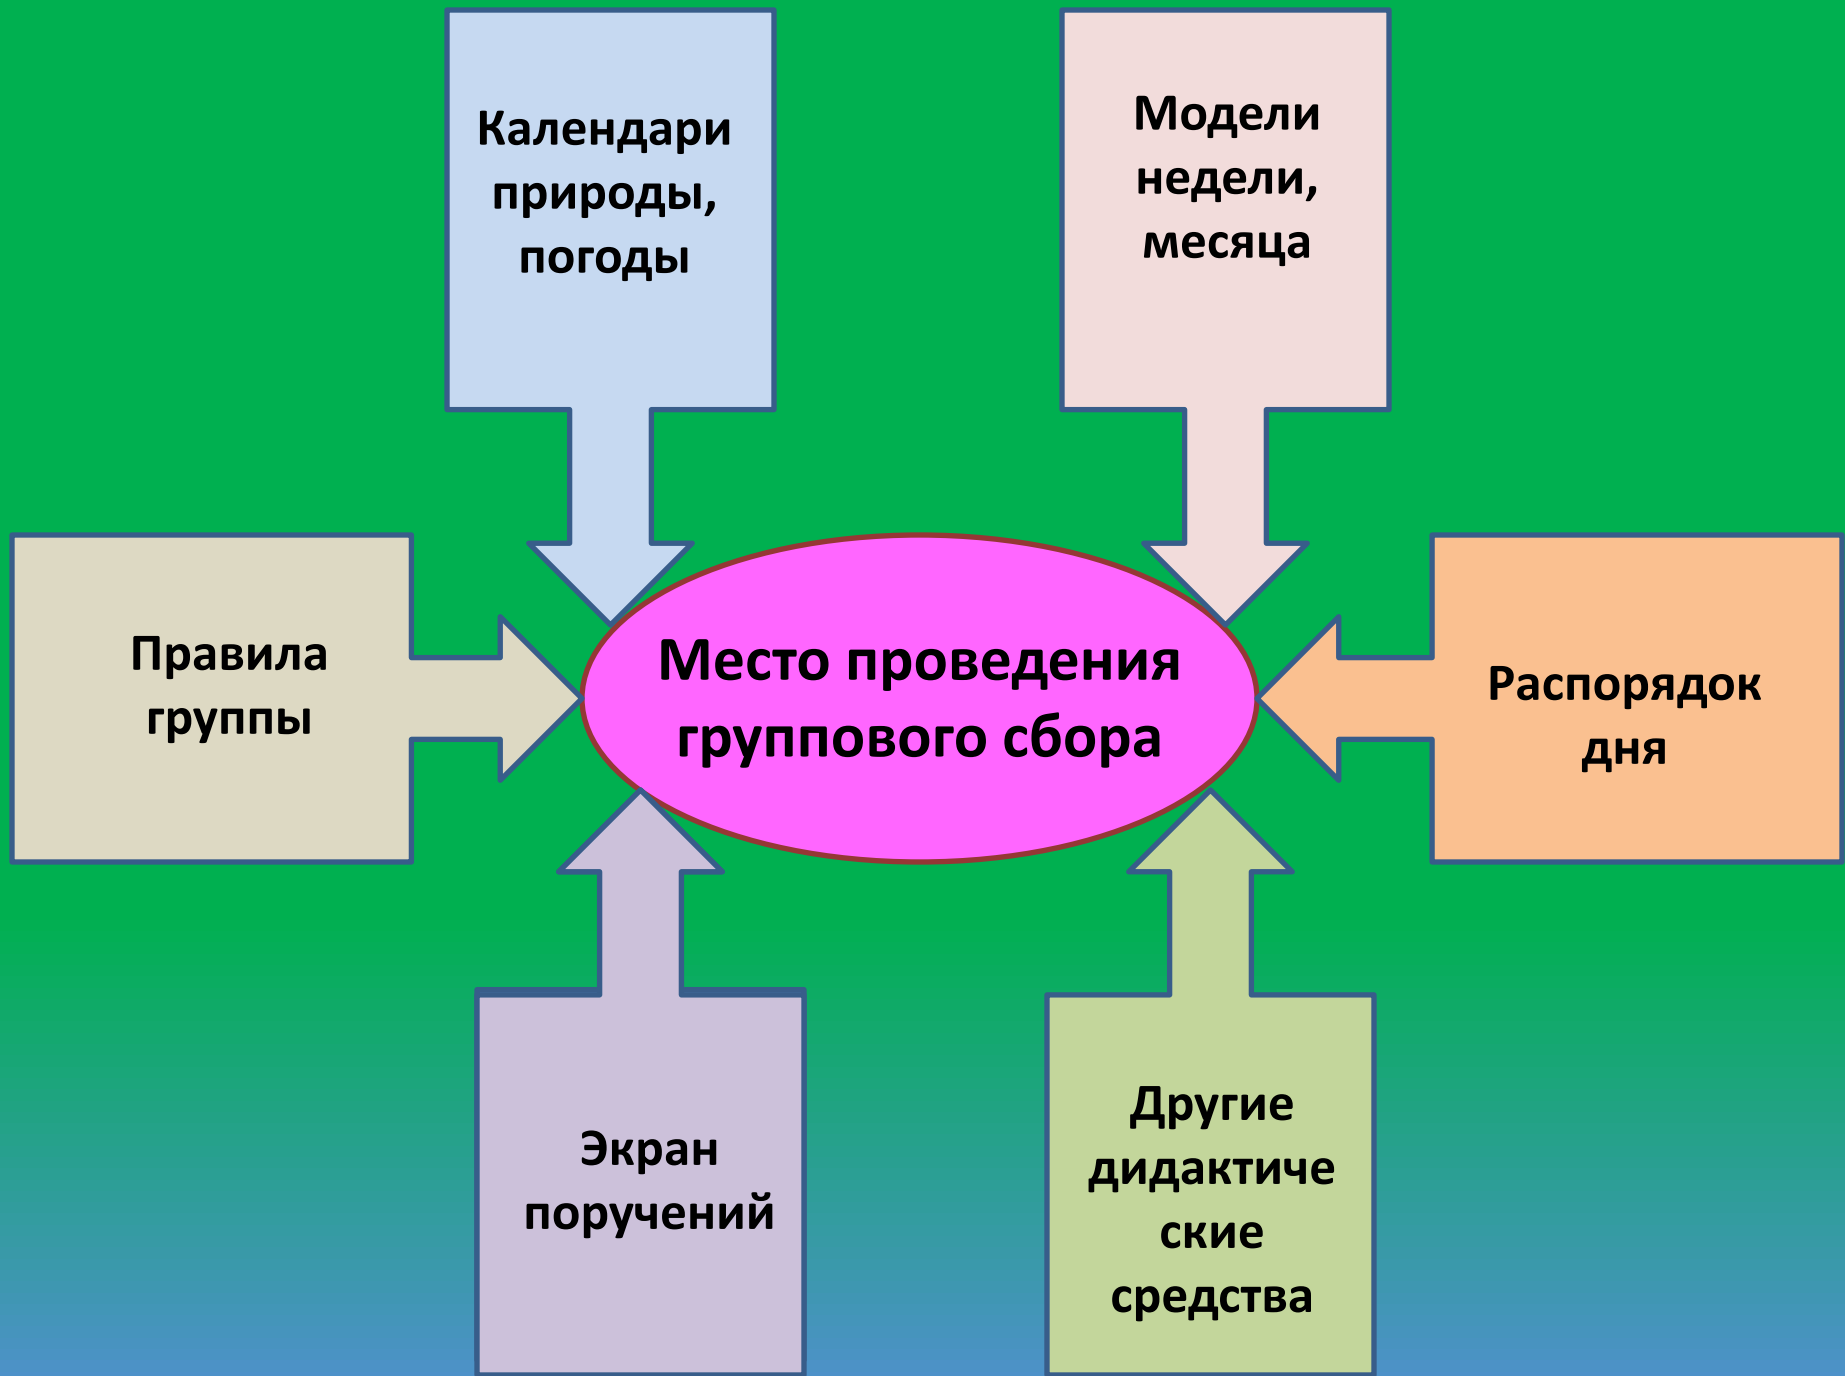 Календари
природы,
погоды
Модели
недели,
месяца
Правила
группы
Место проведения
группового сбора
Распорядок
дня
Экран
поручений
Другие
дидактиче
ские
средства